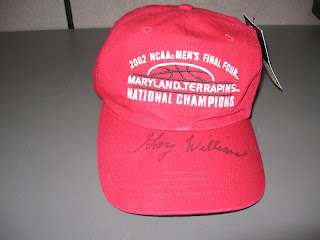 2002 NCAA® MEN'S FINAL FOUR
MARYLAND TERRAPINS
NATIONAL CHAMPIONS
Gary Williams